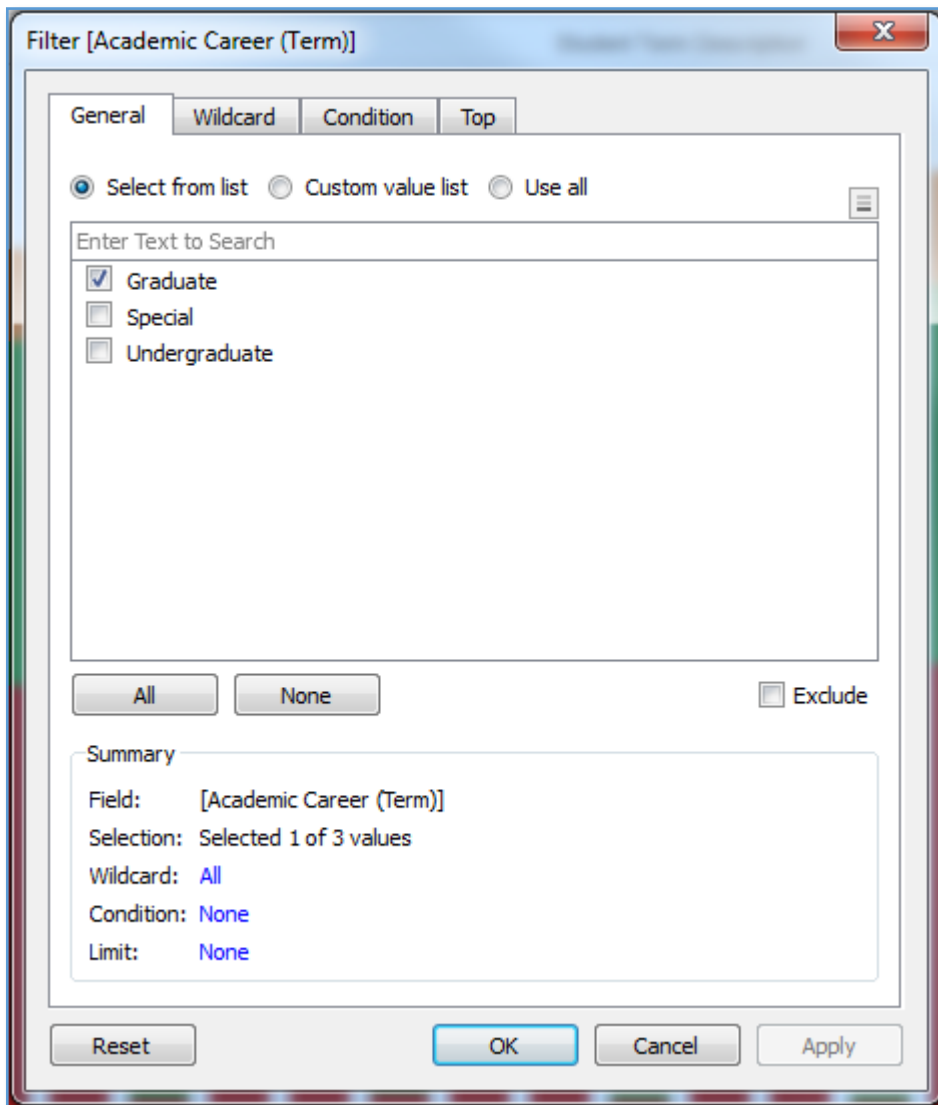 Filter [Academic Career (Term)]
General Wildcard Condition Top
Select from list Custom value list Use all
Enter Text to Search
Graduate
Special
Undergraduate
All None Exclude
Summary
Field: [Academic Career (Term)]
Selection: Selected 1 of 3 values
Wildcard: All
Condition: None
Limit: None
Reset OK Cancel Apply